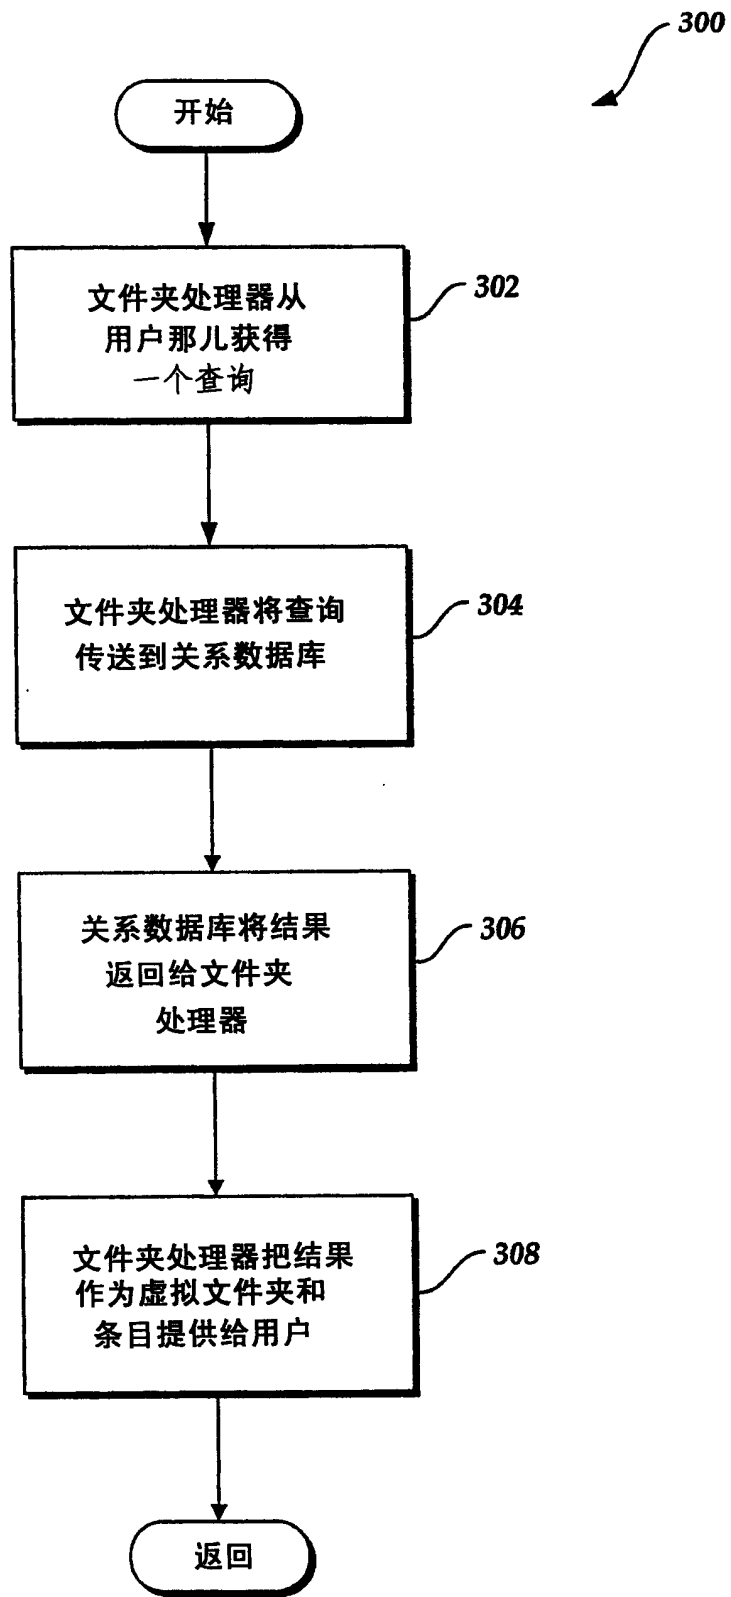 300
开始
文件夹处理器从
用户那儿获得
一个查询
302
文件夹处理器将查询
传送到关系数据库
304
关系数据库将结果
返回给文件夹
处理器
306
文件夹处理器把结果
作为虚拟文件夹和
条目提供给用户
308
返回